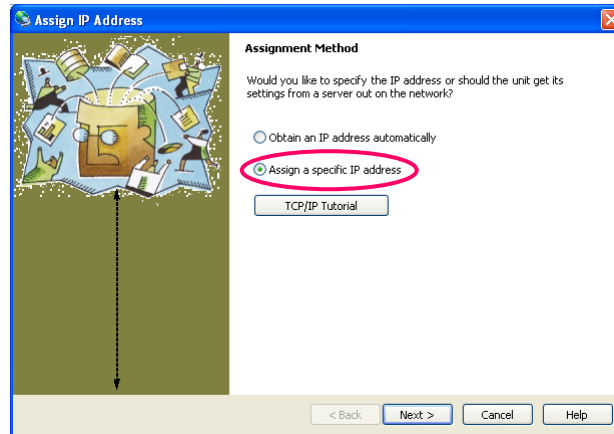 Assign IP Address
Assignment Method
Would you like to specify the IP address or should the unit get its
settings from a server out on the network?
Obtain an IP address automatically
Assign a specific IP address
TCP/IP Tutorial
< Back
Next >
Cancel
Help